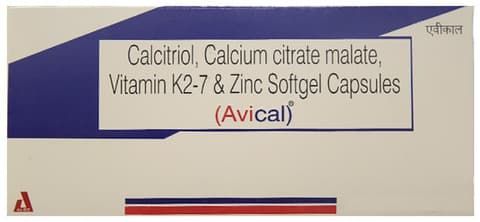 एवीकाल
Calcitriol, Calcium citrate malate,
Vitamin K2-7 & Zinc Softgel Capsules
(Avical)®